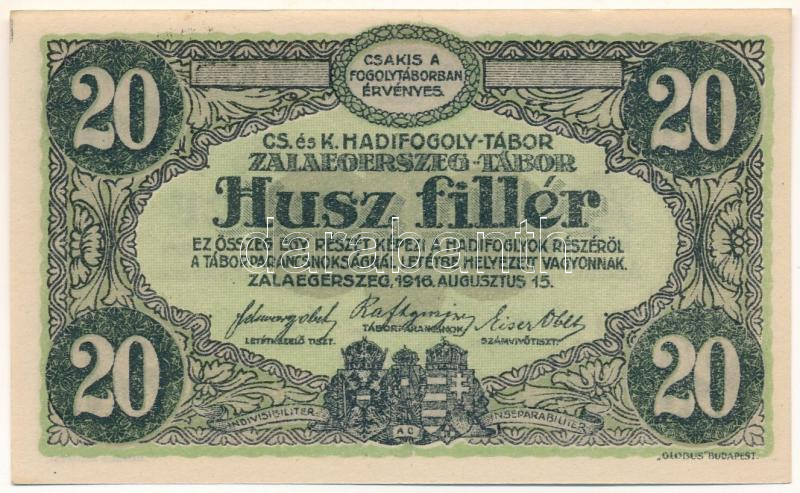 20
CSAKIS A
FOGOLYTÁBORBAN
ÉRVÉNYES.
20
CS. és K. HADIFOGOLY-TÁBOR
ZALAEGERSZEG-TÁBOR
Husz fillér
EZ ÖSSZEG EGY RÉSZÉT KÉPEZI A HADIFOGLYOK RÉSZÉRŐL
A TÁBORPARANCSNOKSÁGNÁL LETÉTBE HELYEZETT VAGYONNAK.
ZALAEGERSZEG, 1916. AUGUSZTUS 15.
darabanth
LETÉTKEZELŐ TISZT.
TÁBORPARANCSNOK
SZÁMVIVŐTISZT.
20
INDIVISIBILITER
AC
INSEPARABILITER
20
„GLOBUS" BUDAPEST.